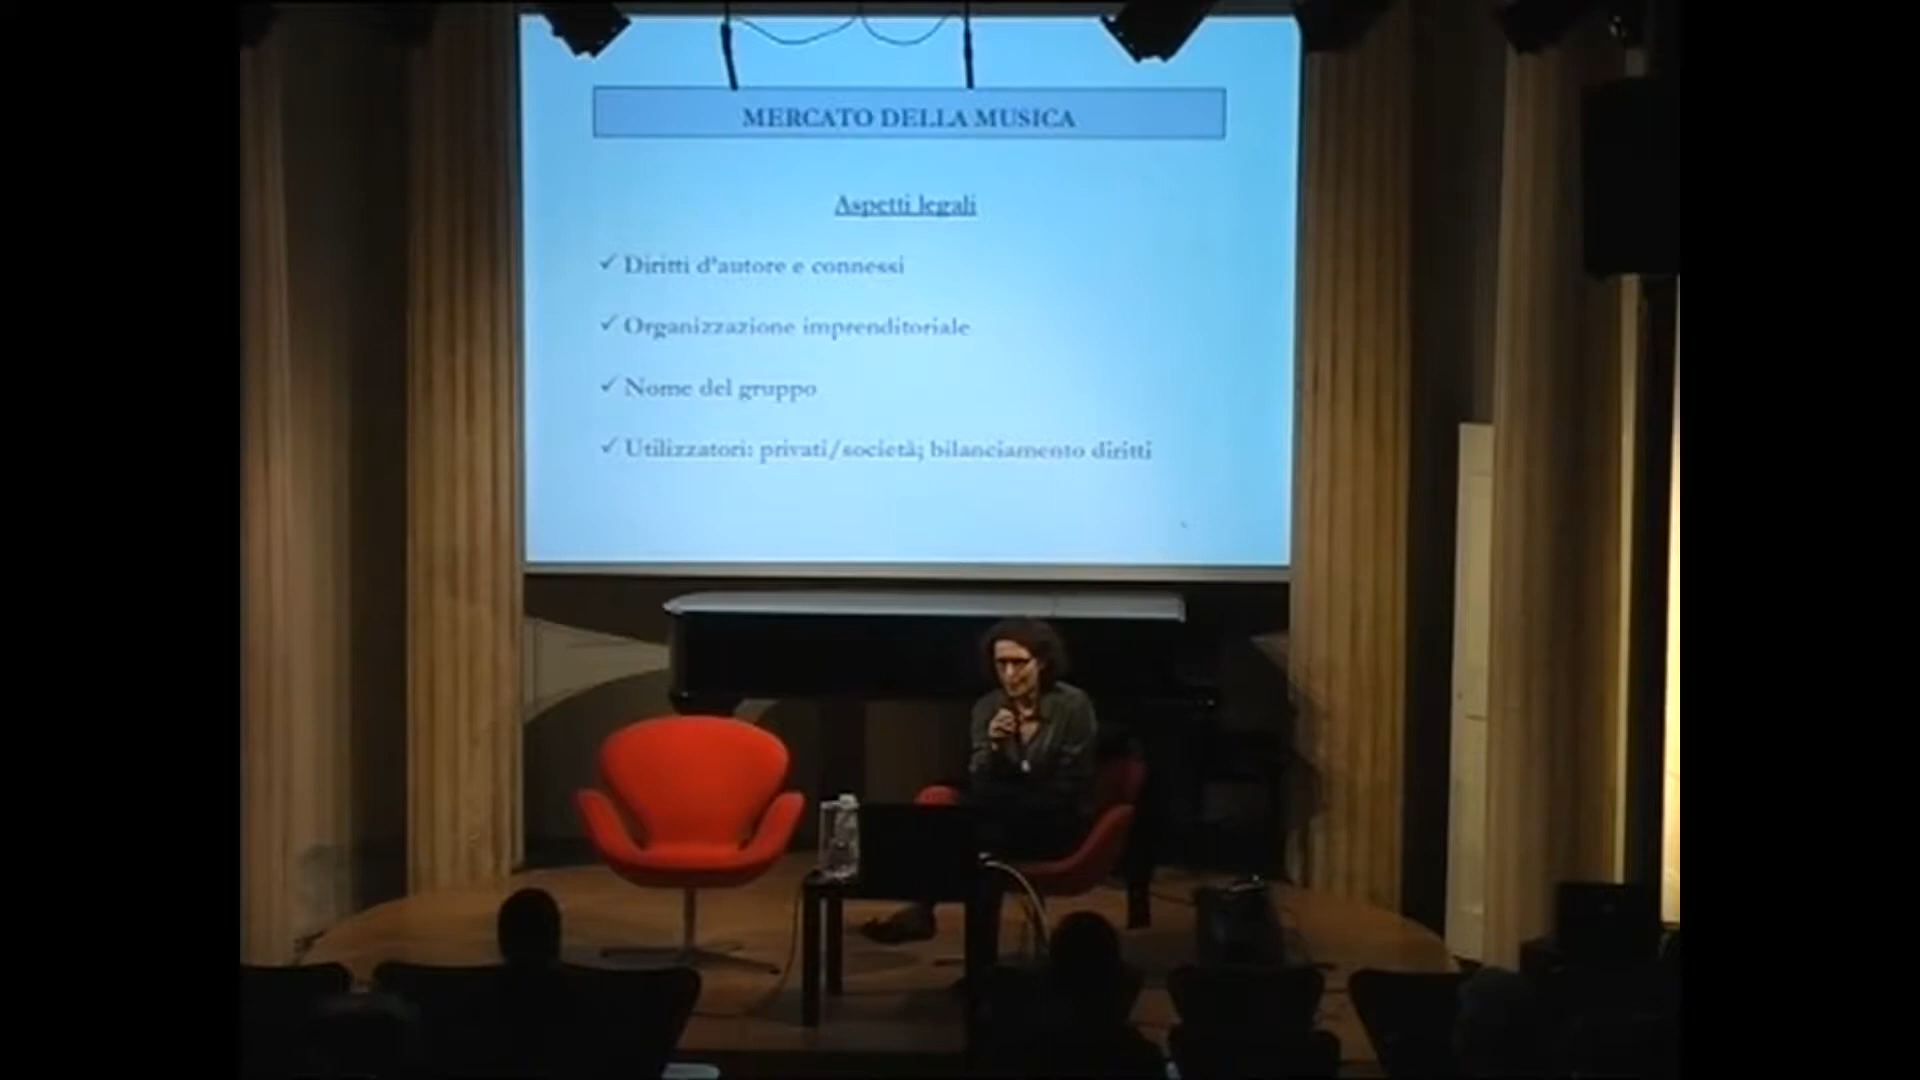 MERCATO DELLA MUSICA
Aspetti legali
✓ Diritti d'autore e connessi
✓ Organizzazione imprenditoriale
✓ Nome del gruppo
✓ Utilizzatori: privati/società; bilanciamento diritti